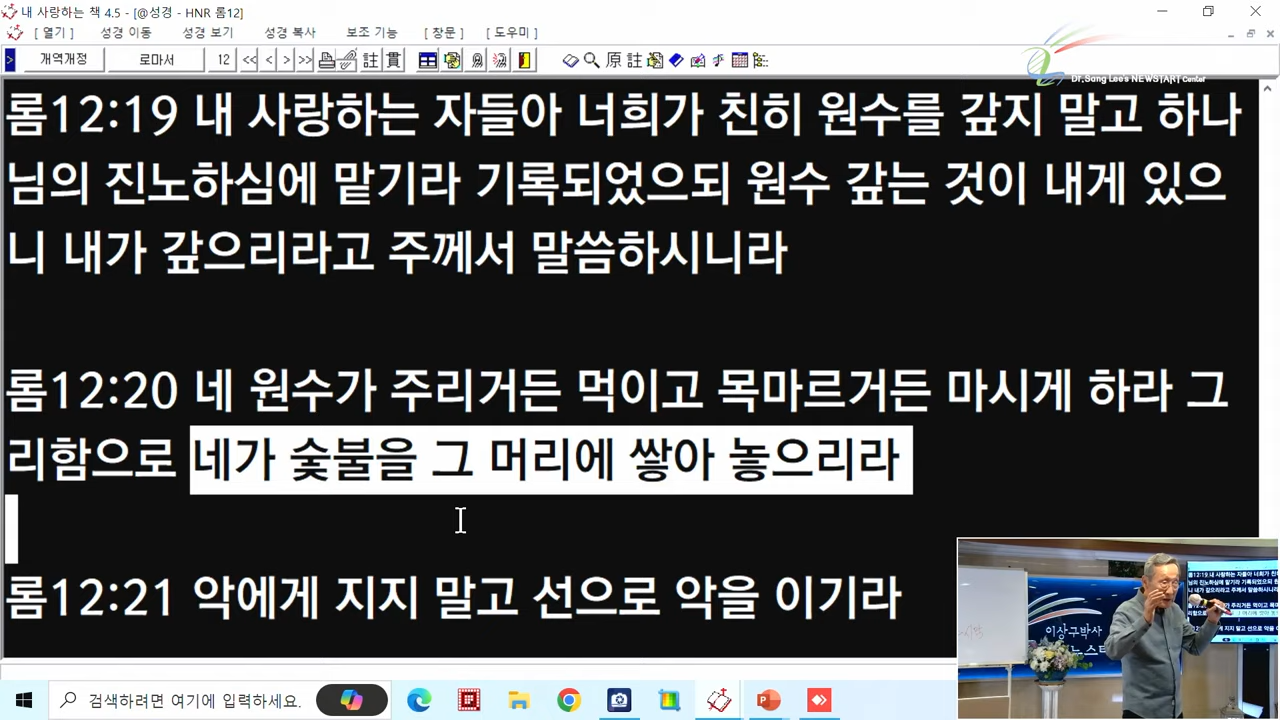 내 사랑하는 책 4.5 - [@성경 - HNR 롬12]
[ 열기 ] 성경 이동 성경 보기 성경 복사 보조 기능 [ 창문 ] [ 도우미 ]
개역개정 로마서 12 << < > >> 註 貫 原 註
Dr.Sang Lee's NEWSTART Center
롬12:19 내 사랑하는 자들아 너희가 친히 원수를 갚지 말고 하나
님의 진노하심에 맡기라 기록되었으되 원수 갚는 것이 내게 있으
니 내가 갚으리라고 주께서 말씀하시니라
롬12:20 네 원수가 주리거든 먹이고 목마르거든 마시게 하라 그
리함으로 네가 숯불을 그 머리에 쌓아 놓으리라
롬12:21 악에게 지지 말고 선으로 악을 이기라
이상구박사
검색하려면 여기에 입력하세요.